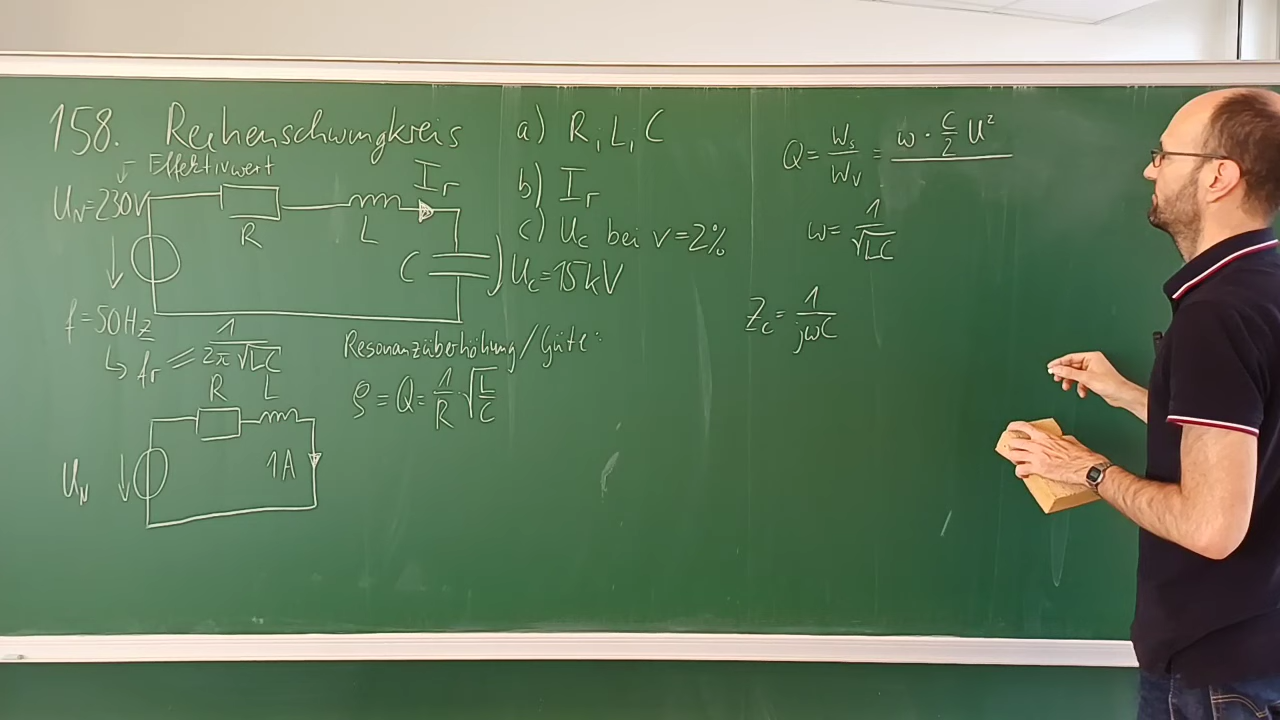 158. Reihenschwingkreis
Effektivwert
U_N=230V
R
L
I_r
C
U_C=15kV
f=50Hz
↳ f_r = 1/(2π√(LC))
a) R, L, C
b) I_r
c) U_C bei v=2%
Resonanzüberhöhung/Güte:
ρ = Q = 1/R · √(L/C)
R L
U_N
1A
Q = W_S/W_V = ω · C/2 U²
ω = 1/√(LC)
Z_C = 1/(jωC)